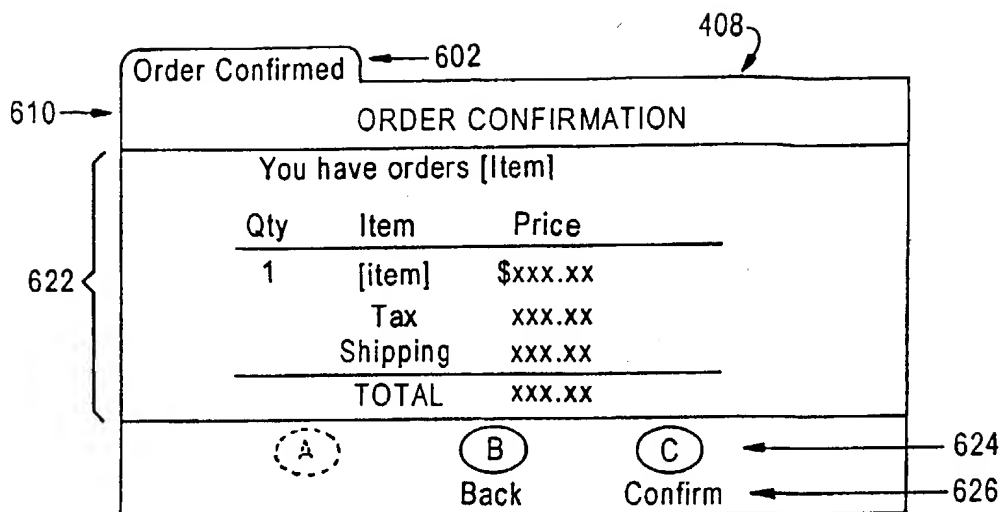 408
Order Confirmed 602
610 ORDER CONFIRMATION
You have orders [Item]
Qty Item Price
1 [item] $xxx.xx
622
Tax xxx.xx
Shipping xxx.xx
TOTAL xxx.xx
A B C 624
Back Confirm 626